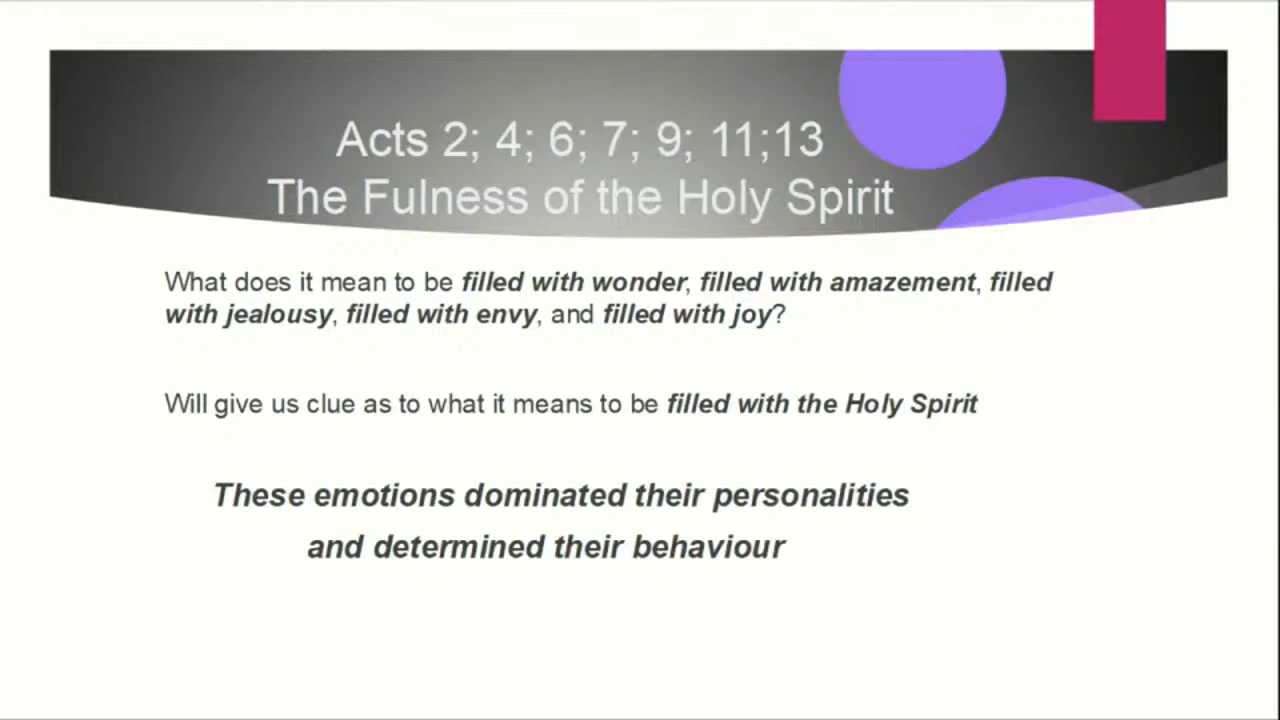 Acts 2; 4; 6; 7; 9; 11;13
The Fulness of the Holy Spirit
What does it mean to be filled with wonder, filled with amazement, filled
with jealousy, filled with envy, and filled with joy?
Will give us clue as to what it means to be filled with the Holy Spirit
These emotions dominated their personalities
and determined their behaviour